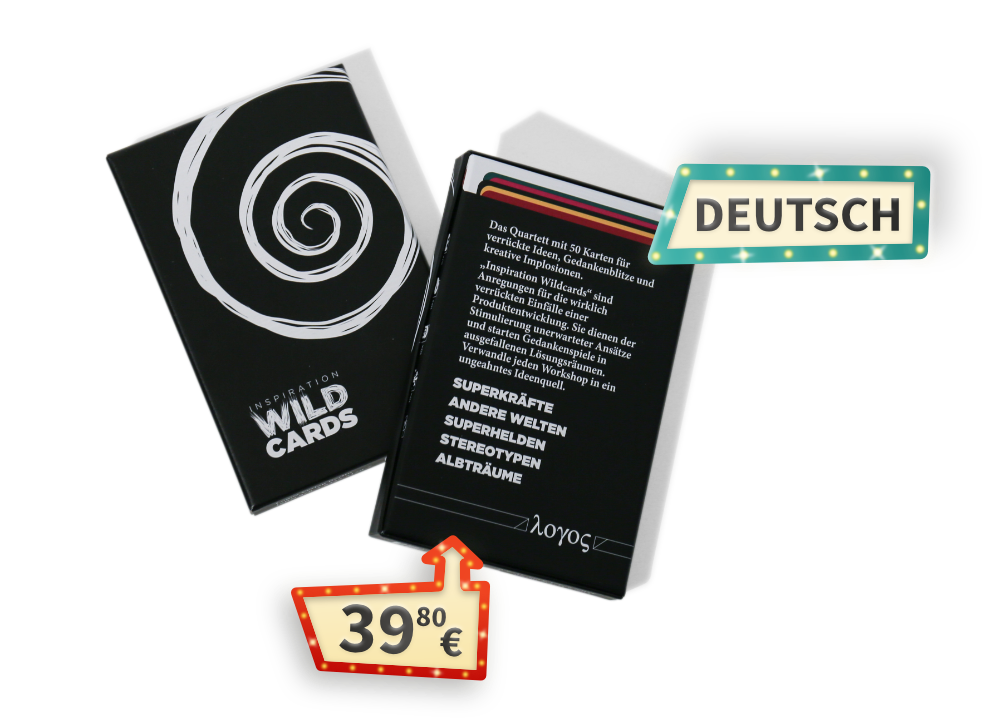 INSPIRATION
WILD
CARDS
Das Quartett mit 50 Karten für
verrückte Ideen, Gedankenblitze und
kreative Implosionen.
„Inspiration Wildcards“ sind
Anregungen für die wirklich
verrückten Einfälle einer
Produktentwicklung. Sie dienen der
Stimulierung unerwarteter Ansätze
und starten Gedankenspiele in
ausgefallenen Lösungsräumen.
Verwandle jeden Workshop in ein
ungeahntes Ideenquell.
SUPERKRÄFTE
ANDERE WELTEN
SUPERHELDEN
STEREOTYPEN
ALBTRÄUME
λογος
DEUTSCH
39 80 €